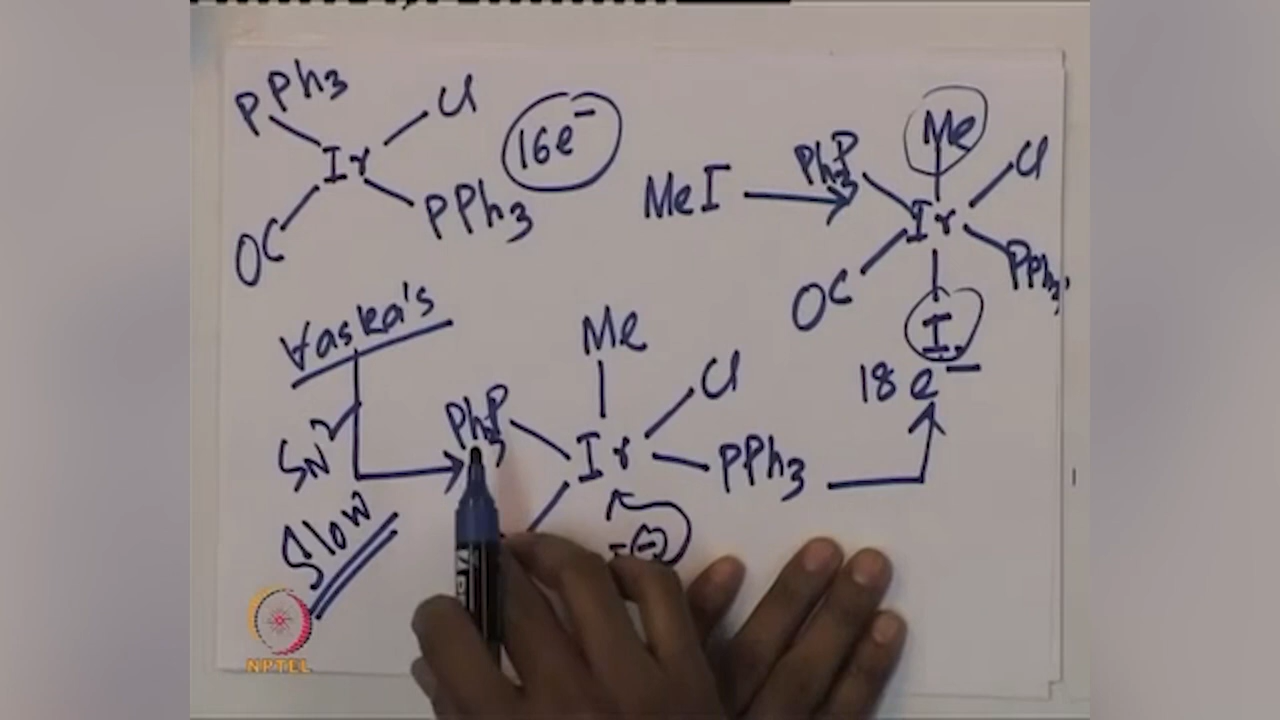 PPh3
Cl
Ir
16e-
OC
PPh3
MeI
Me
Ph3P
Cl
Ir
OC
PPh3
I
18 e-
Vaska's
SN2
Slow
Me
Ph3P
Cl
Ir
PPh3
NPTEL